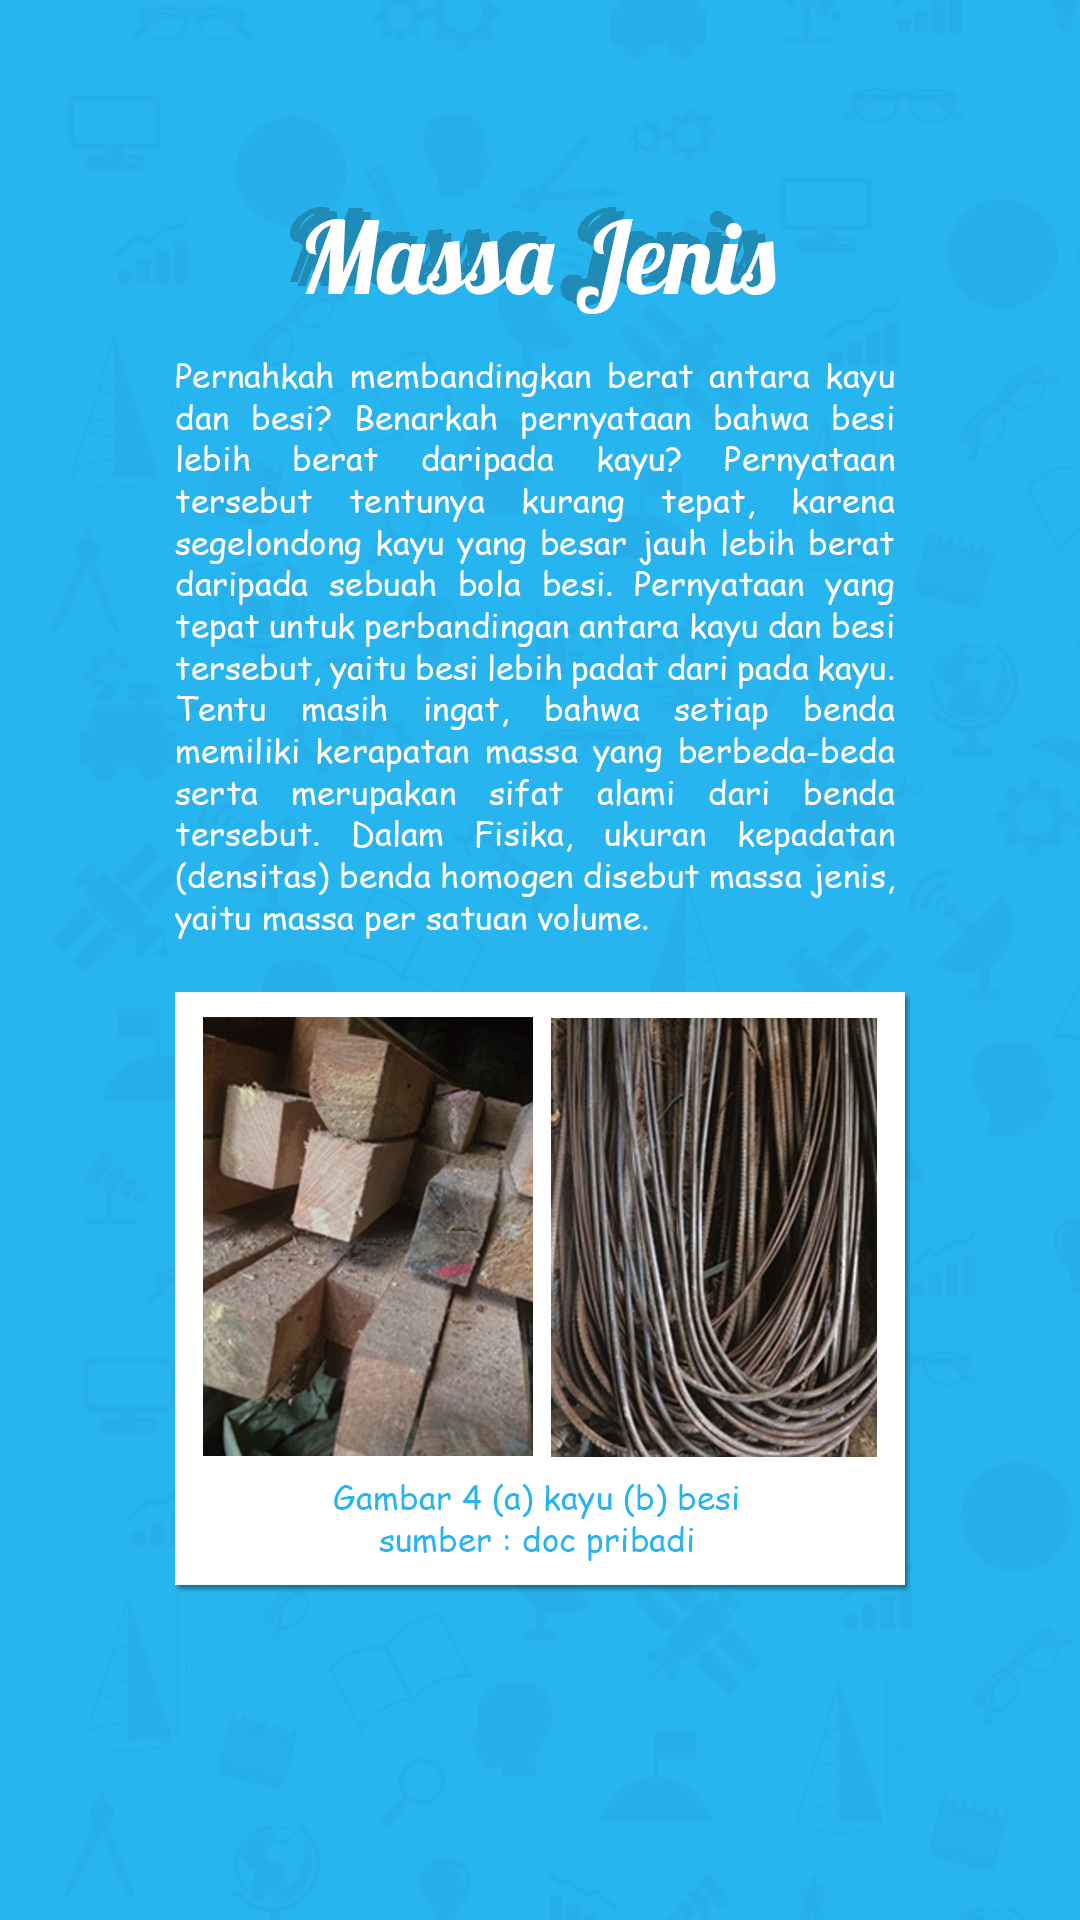 Massa Jenis
Pernahkah membandingkan berat antara kayu
dan besi? Benarkah pernyataan bahwa besi
lebih berat daripada kayu? Pernyataan
tersebut tentunya kurang tepat, karena
segelondong kayu yang besar jauh lebih berat
daripada sebuah bola besi. Pernyataan yang
tepat untuk perbandingan antara kayu dan besi
tersebut, yaitu besi lebih padat dari pada kayu.
Tentu masih ingat, bahwa setiap benda
memiliki kerapatan massa yang berbeda-beda
serta merupakan sifat alami dari benda
tersebut. Dalam Fisika, ukuran kepadatan
(densitas) benda homogen disebut massa jenis,
yaitu massa per satuan volume.
Gambar 4 (a) kayu (b) besi
sumber : doc pribadi